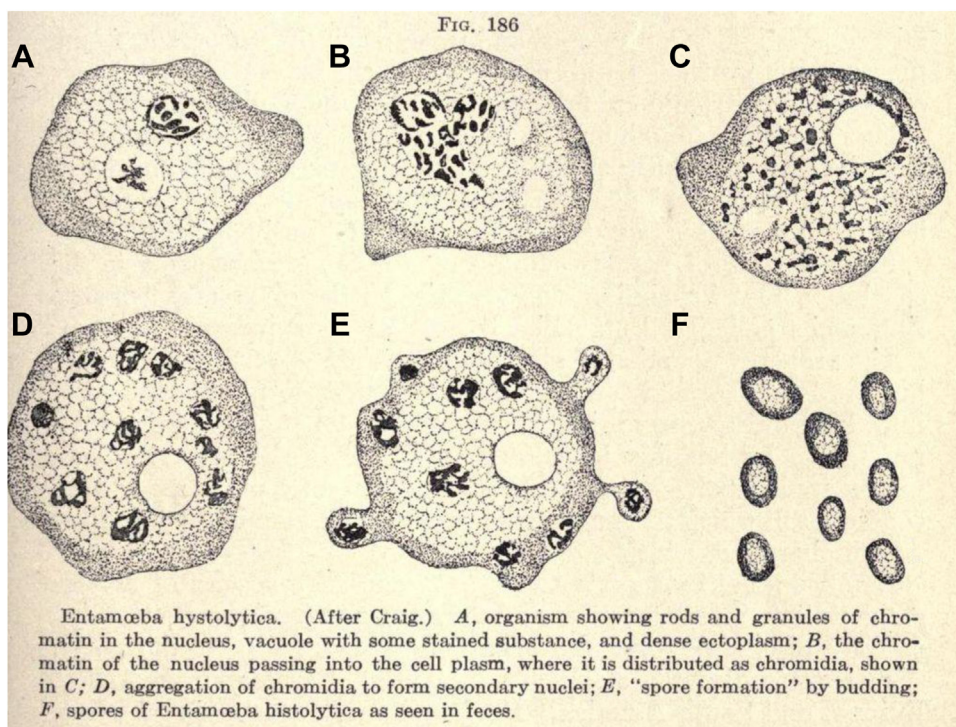 FIG. 186
A
B
C
D
E
F
Entamœba hystolytica. (After Craig.) A, organism showing rods and granules of chro-
matin in the nucleus, vacuole with some stained substance, and dense ectoplasm; B, the chro-
matin of the nucleus passing into the cell plasm, where it is distributed as chromidia, shown
in C; D, aggregation of chromidia to form secondary nuclei; E, "spore formation" by budding;
F, spores of Entamœba histolytica as seen in feces.